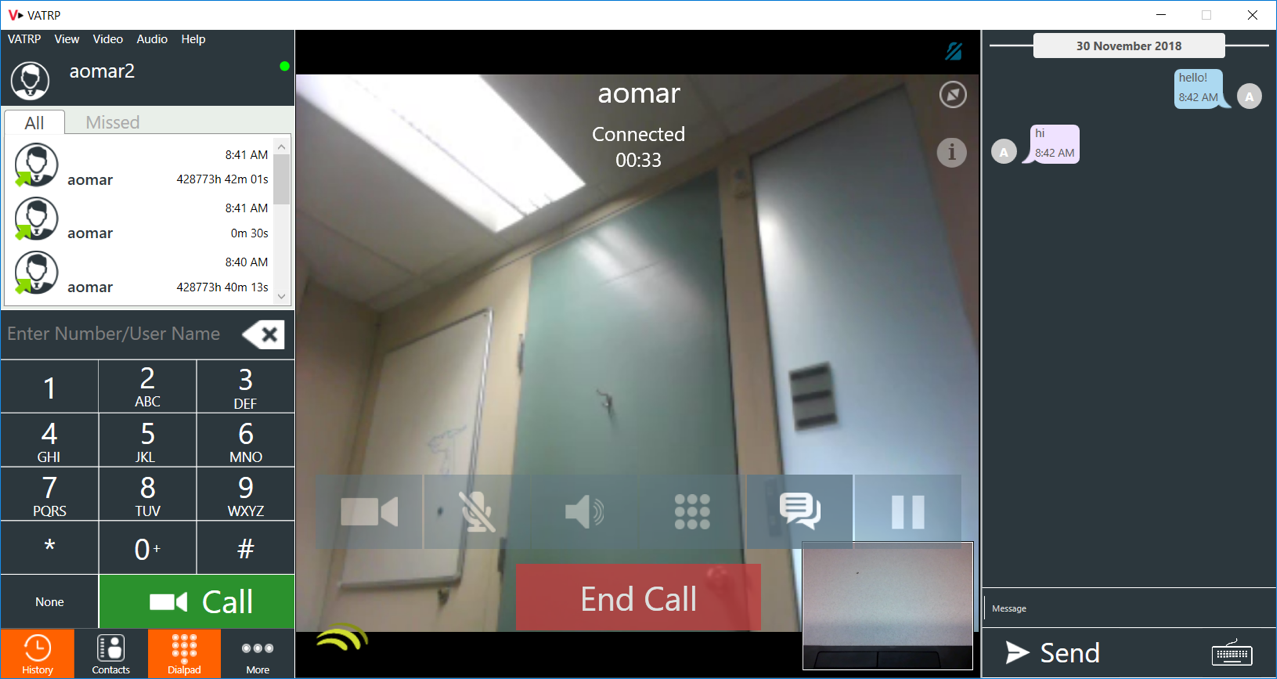 VATRP
VATRP View Video Audio Help
aomar2
All Missed
8:41 AM
aomar 428773h 42m 01s
8:41 AM
aomar 0m 30s
8:40 AM
aomar 428773h 40m 13s
Enter Number/User Name
1 2 3
ABC DEF
4 5 6
GHI JKL MNO
7 8 9
PQRS TUV WXYZ
* 0+ #
None Call
History Contacts Dialpad More
aomar
Connected
00:33
i
End Call
30 November 2018
hello!
8:42 AM A
hi
A 8:42 AM
Message
Send